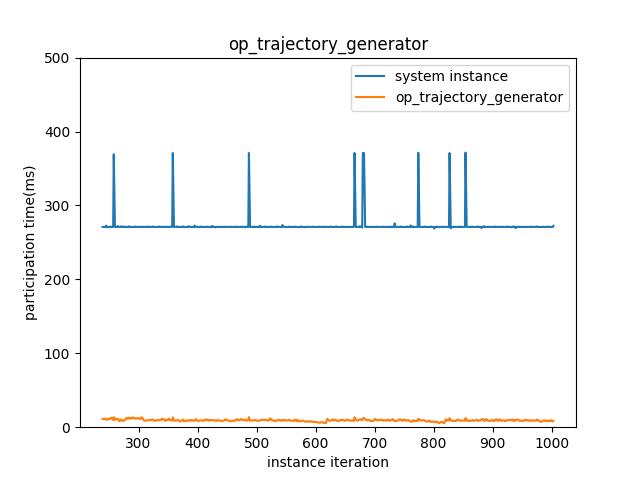 op_trajectory_generator
500
system instance
op_trajectory_generator
400
300
200
100
0
participation time(ms)
300 400 500 600 700 800 900 1000
instance iteration